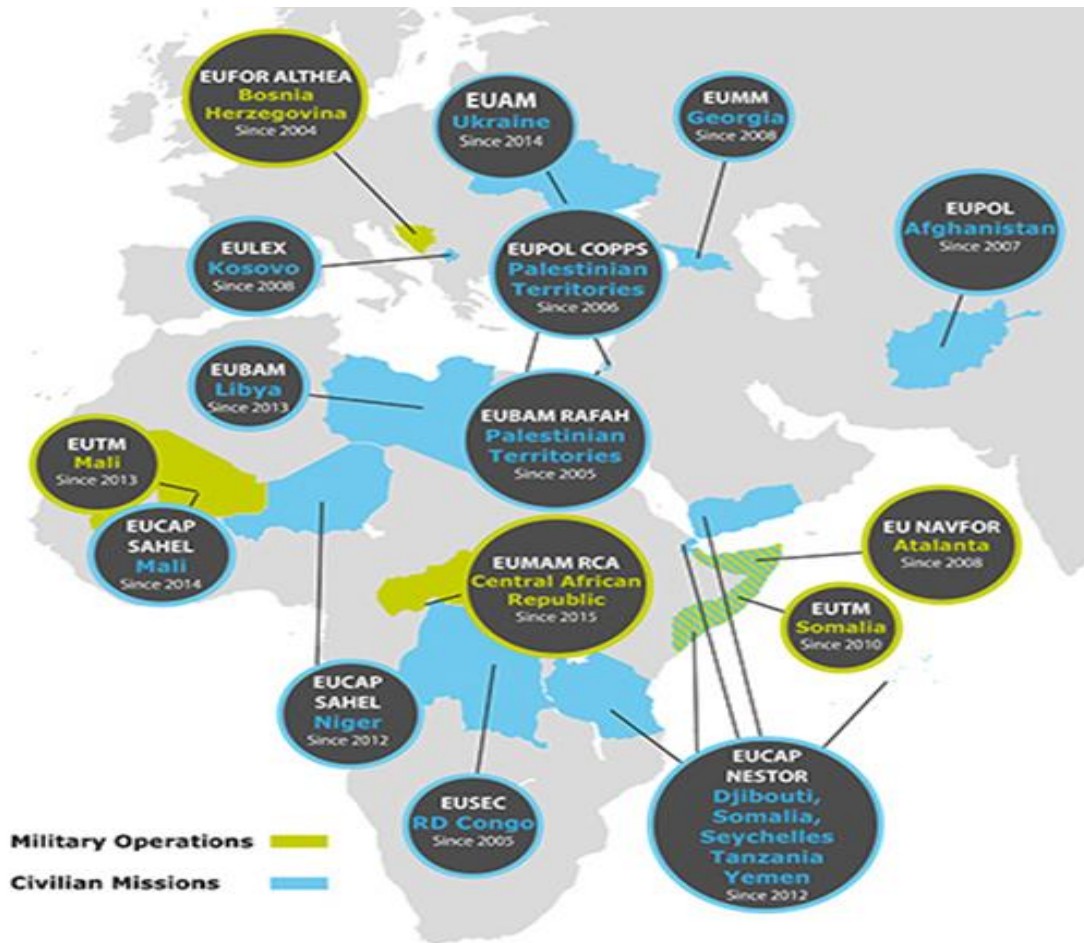 EUFOR ALTHEA
Bosnia
Herzegovina
Since 2004
EUAM
Ukraine
Since 2014
EUMM
Georgia
Since 2008
EUPOL
Afghanistan
Since 2007
EULEX
Kosovo
Since 2008
EUPOL COPPS
Palestinian
Territories
Since 2006
EUBAM
Libya
Since 2013
EUBAM RAFAH
Palestinian
Territories
Since 2005
EUTM
Mali
Since 2013
EUCAP
SAHEL
Mali
Since 2014
EUMAM RCA
Central African
Republic
Since 2015
EU NAVFOR
Atalanta
Since 2008
EUTM
Somalia
Since 2010
EUCAP
SAHEL
Niger
Since 2012
EUSEC
RD Congo
Since 2005
EUCAP
NESTOR
Djibouti,
Somalia,
Seychelles
Tanzania
Yemen
Since 2012
Military Operations
Civilian Missions